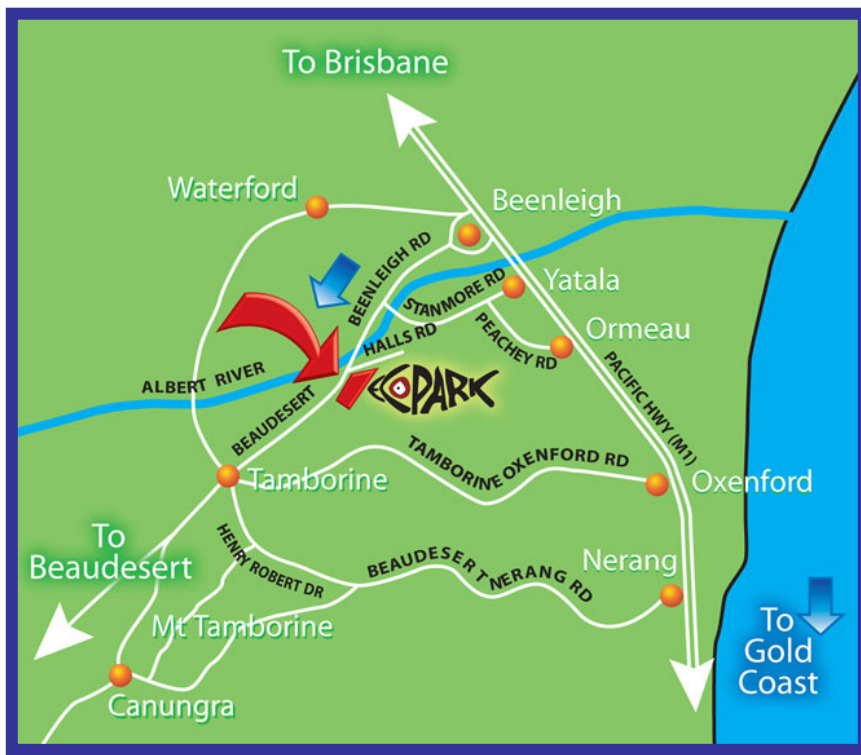 To Brisbane
Waterford
Beenleigh
BEENLEIGH RD
STANMORE RD
Yatala
PEACHEY RD
Ormeau
HALLS RD
PACIFIC HWY (M1)
ALBERT RIVER
ECOPARK
BEAUDESERT
Tamborine
TAMBORINE OXENFORD RD
Oxenford
To
Beaudesert
HENRY ROBERT DR
BEAUDESERT NERANG RD
Nerang
Mt Tamborine
Canungra
To
Gold
Coast